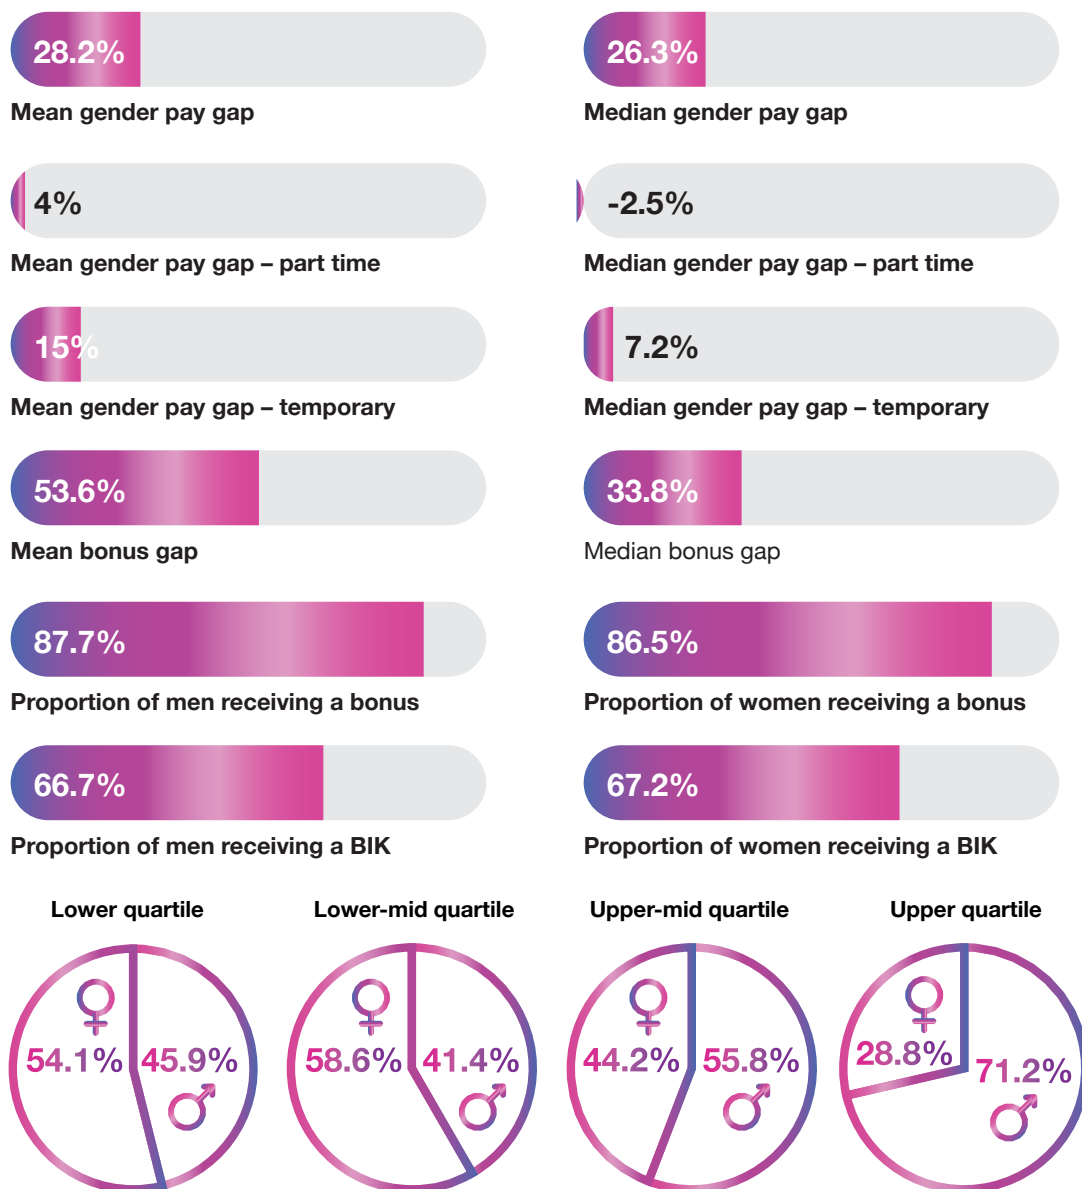 28.2%
Mean gender pay gap
26.3%
Median gender pay gap
4%
Mean gender pay gap – part time
-2.5%
Median gender pay gap – part time
15%
Mean gender pay gap – temporary
7.2%
Median gender pay gap – temporary
53.6%
Mean bonus gap
33.8%
Median bonus gap
87.7%
Proportion of men receiving a bonus
86.5%
Proportion of women receiving a bonus
66.7%
Proportion of men receiving a BIK
67.2%
Proportion of women receiving a BIK
Lower quartile
54.1% 45.9%
Lower-mid quartile
58.6% 41.4%
Upper-mid quartile
44.2% 55.8%
Upper quartile
28.8% 71.2%